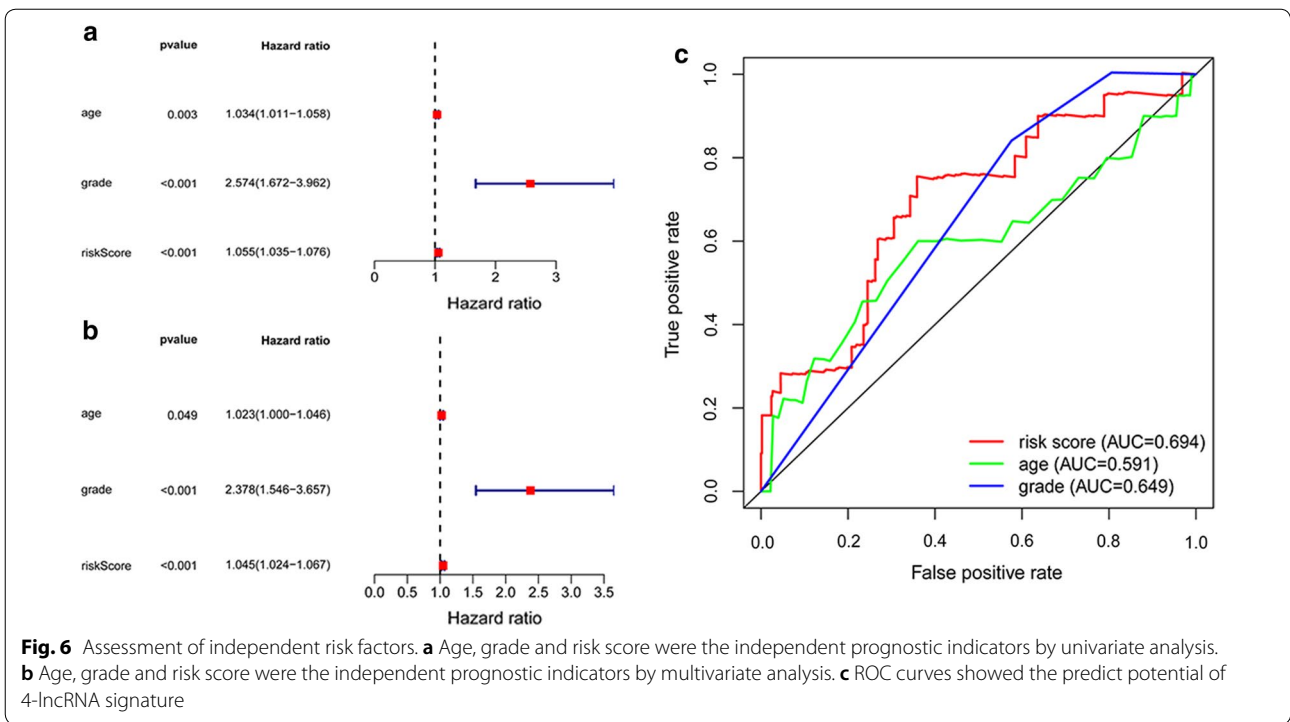 a
pvalue Hazard ratio
age 0.003 1.034(1.011−1.058)
grade <0.001 2.574(1.672−3.962)
riskScore <0.001 1.055(1.035−1.076)
0 1 2 3
Hazard ratio
b
pvalue Hazard ratio
age 0.049 1.023(1.000−1.046)
grade <0.001 2.378(1.546−3.657)
riskScore <0.001 1.045(1.024−1.067)
0.0 0.5 1.0 1.5 2.0 2.5 3.0 3.5
Hazard ratio
c
True positive rate
1.0
0.8
0.6
0.4
0.2
0.0
risk score (AUC=0.694)
age (AUC=0.591)
grade (AUC=0.649)
0.0 0.2 0.4 0.6 0.8 1.0
False positive rate
Fig. 6 Assessment of independent risk factors. a Age, grade and risk score were the independent prognostic indicators by univariate analysis.
b Age, grade and risk score were the independent prognostic indicators by multivariate analysis. c ROC curves showed the predict potential of
4-lncRNA signature